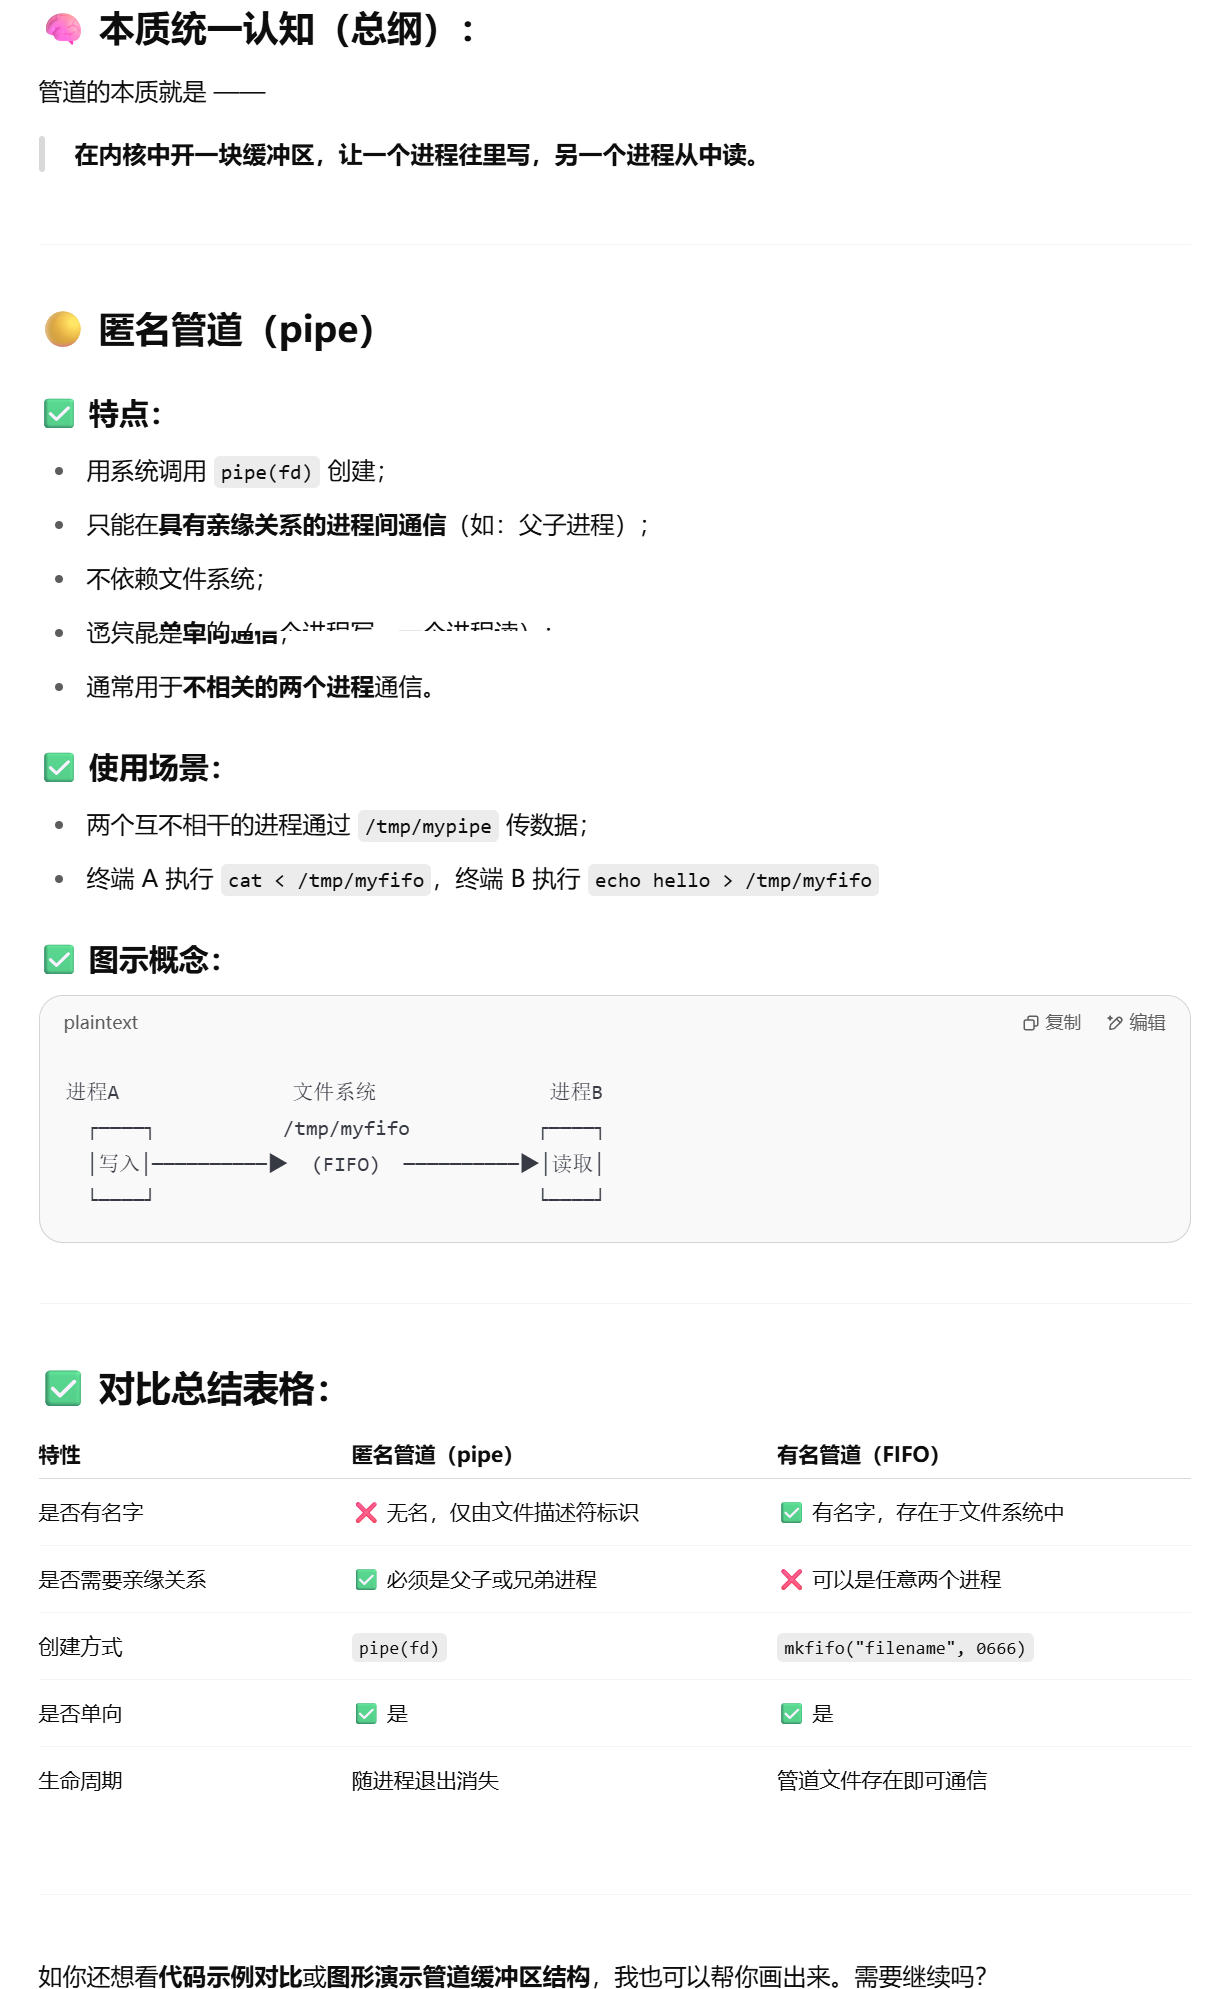 🧠 本质统一认知（总纲）：
管道的本质就是 ——
在内核中开一块缓冲区，让一个进程往里写，另一个进程从中读。
🟡 匿名管道（pipe）
✅ 特点：
用系统调用 pipe(fd) 创建；
只能在具有亲缘关系的进程间通信（如：父子进程）；
不依赖文件系统；
通常用于不相关的两个进程通信。
✅ 使用场景：
两个互不相干的进程通过 /tmp/mypipe 传数据；
终端 A 执行 cat < /tmp/myfifo，终端 B 执行 echo hello > /tmp/myfifo
✅ 图示概念：
plaintext 复制 编辑
进程A 文件系统 进程B
/tmp/myfifo
写入 ──────────▶ (FIFO) ──────────▶ 读取
✅ 对比总结表格：
特性 匿名管道（pipe） 有名管道（FIFO）
是否有名字 ❌ 无名，仅由文件描述符标识 ✅ 有名字，存在于文件系统中
是否需要亲缘关系 ✅ 必须是父子或兄弟进程 ❌ 可以是任意两个进程
创建方式 pipe(fd) mkfifo("filename", 0666)
是否单向 ✅ 是 ✅ 是
生命周期 随进程退出消失 管道文件存在即可通信
如你还想看代码示例对比或图形演示管道缓冲区结构，我也可以帮你画出来。需要继续吗？